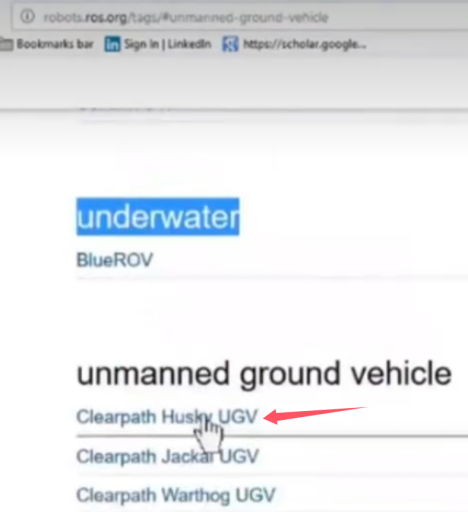 robots.ros.org/tags/#unmanned-ground-vehicle
Bookmarks bar in Sign In | LinkedIn https://scholar.google...
underwater
BlueROV
unmanned ground vehicle
Clearpath Husky UGV
Clearpath Jackal UGV
Clearpath Warthog UGV